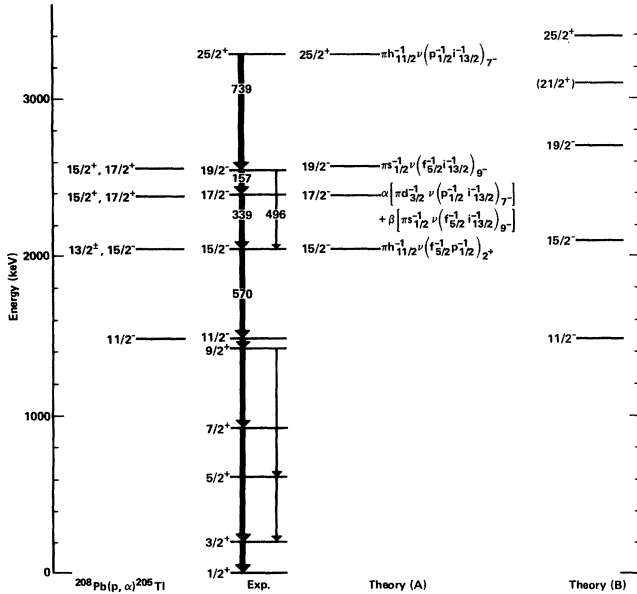 25/2⁺
25/2⁺ 25/2⁺ πh⁻¹₁₁/₂ν(p⁻¹₁/₂i⁻¹₁₃/₂)₇₋
(21/2⁺)
739
3000
19/2⁻
15/2⁺, 17/2⁺ 19/2⁻ 19/2⁻ πs⁻¹₁/₂ν(f⁻¹₅/₂i⁻¹₁₃/₂)₉₋
157
15/2⁺, 17/2⁺ 17/2⁻ 17/2⁻ α[πd⁻¹₃/₂ ν(p⁻¹₁/₂ i⁻¹₁₃/₂)₇₋]
339 496 + β[πs⁻¹₁/₂ ν(f⁻¹₅/₂ i⁻¹₁₃/₂)₉₋]
15/2⁻
13/2±, 15/2⁻ 15/2⁻ 15/2⁻ πh⁻¹₁₁/₂ν(f⁻¹₅/₂p⁻¹₁/₂)₂₊
2000
Energy (keV)
570
11/2⁻ 11/2⁻ 11/2⁻
9/2⁺
1000
7/2⁺
5/2⁺
3/2⁺
0 1/2⁺
²⁰⁸Pb(p, α)²⁰⁵Tl Exp. Theory (A) Theory (B)